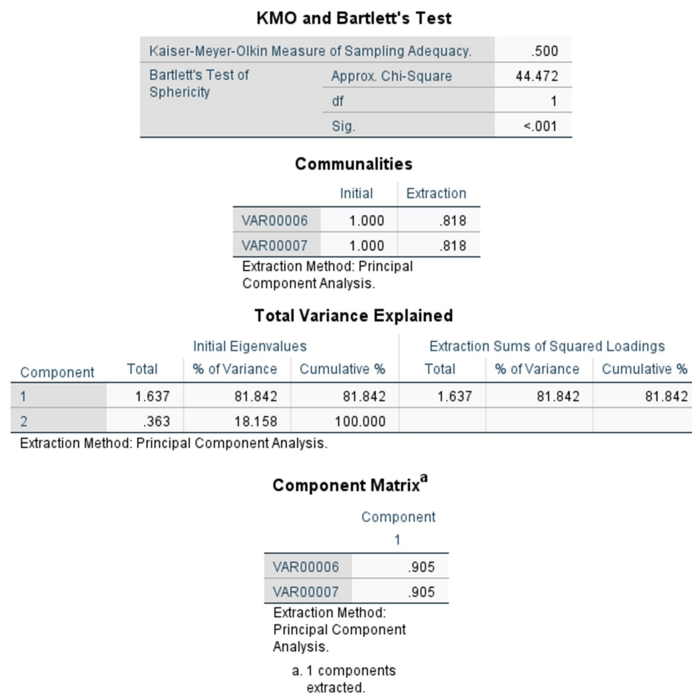 KMO and Bartlett's Test
Kaiser-Meyer-Olkin Measure of Sampling Adequacy. .500
Bartlett's Test of Sphericity Approx. Chi-Square 44.472
df 1
Sig. <.001
Communalities
Initial Extraction
VAR00006 1.000 .818
VAR00007 1.000 .818
Extraction Method: Principal
Component Analysis.
Total Variance Explained
Initial Eigenvalues Extraction Sums of Squared Loadings
Component Total % of Variance Cumulative % Total % of Variance Cumulative %
1 1.637 81.842 81.842 1.637 81.842 81.842
2 .363 18.158 100.000
Extraction Method: Principal Component Analysis.
Component Matrixa
Component
1
VAR00006 .905
VAR00007 .905
Extraction Method:
Principal Component
Analysis.
a. 1 components
extracted.